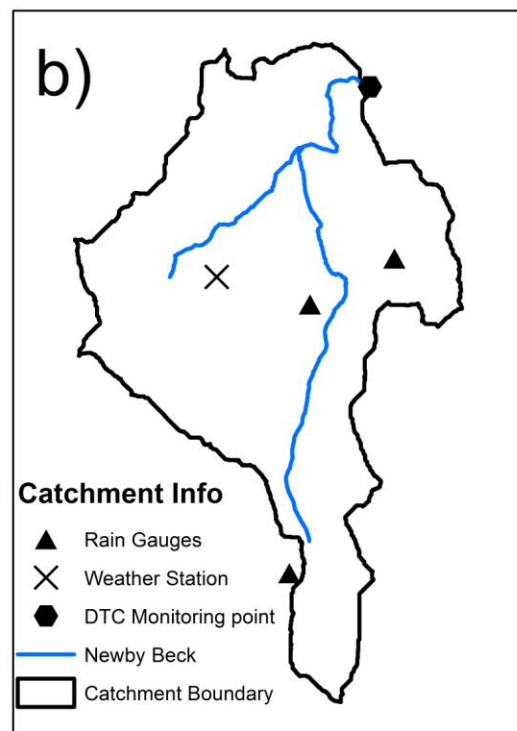 b)
Catchment Info
Rain Gauges
Weather Station
DTC Monitoring point
Newby Beck
Catchment Boundary